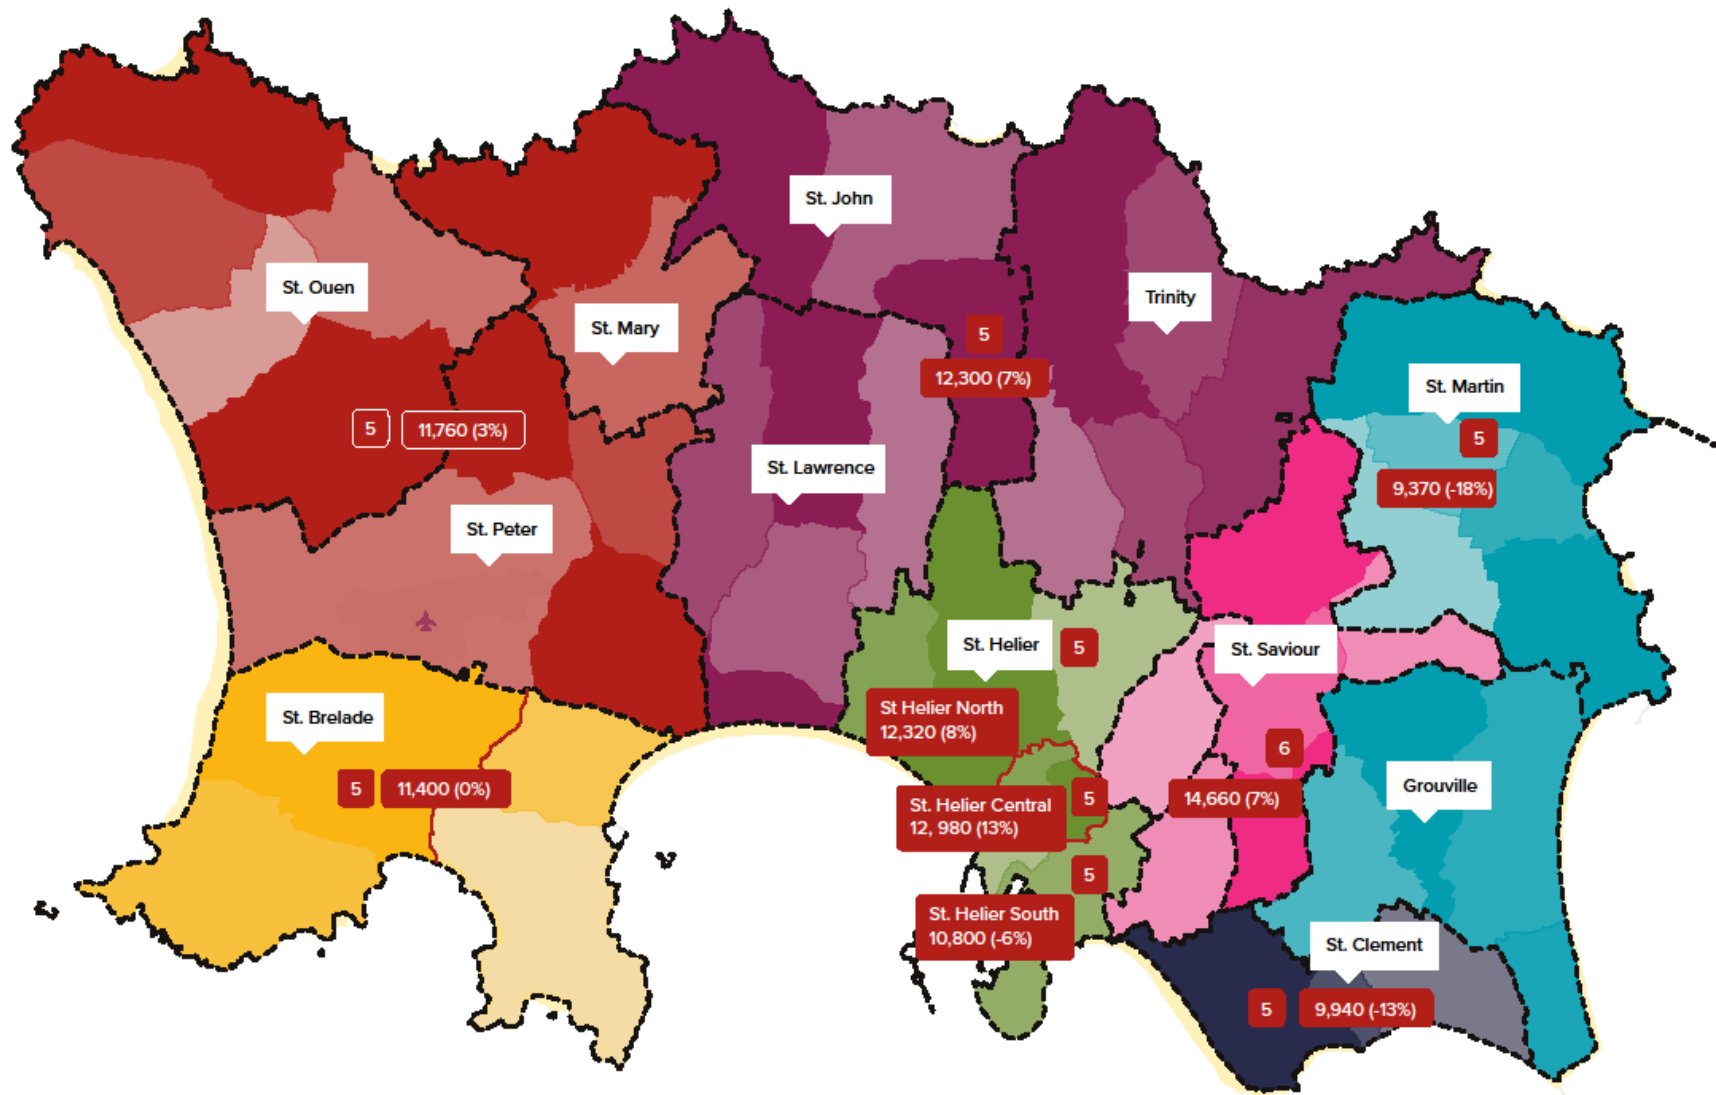 St. John
St. Ouen
Trinity
St. Mary
5
12,300 (7%)
St. Martin
5
5
11,760 (3%)
St. Lawrence
9,370 (-18%)
St. Peter
St. Helier
5
St. Saviour
St Helier North
12,320 (8%)
St. Brelade
6
5
11,400 (0%)
Grouville
St. Helier Central
12, 980 (13%)
5
14,660 (7%)
5
St. Helier South
10,800 (-6%)
St. Clement
5
9,940 (-13%)